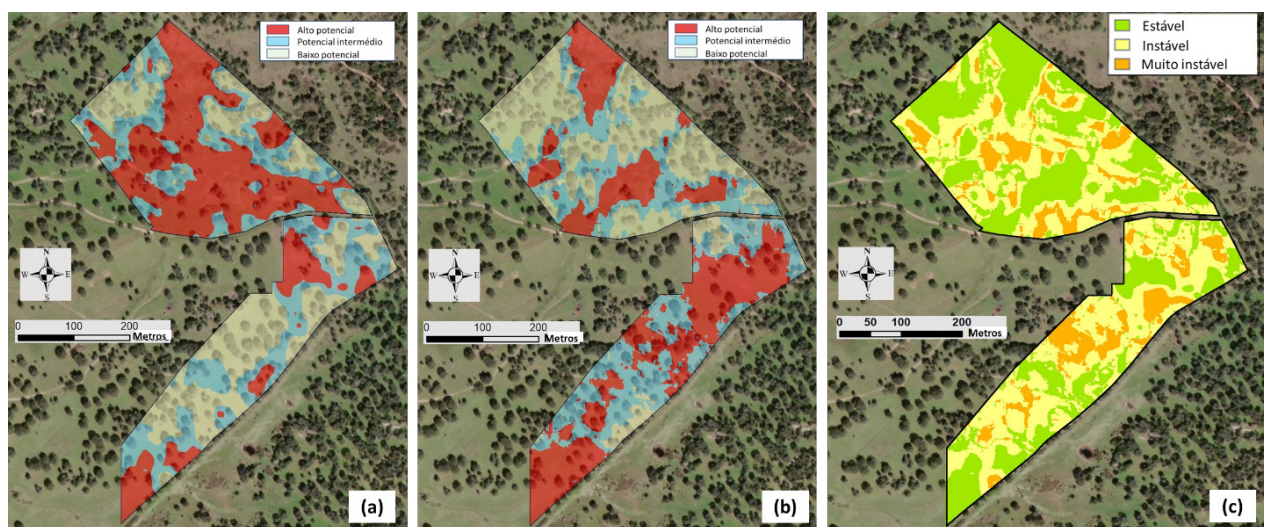 Alto potencial
Potencial intermédio
Baixo potencial
N
W E
S
0 100 200
Metros
(a)
Alto potencial
Potencial intermédio
Baixo potencial
N
W E
S
0 100 200
Metros
(b)
Estável
Instável
Muito instável
N
W E
S
0 50 100 200
Metros
(c)